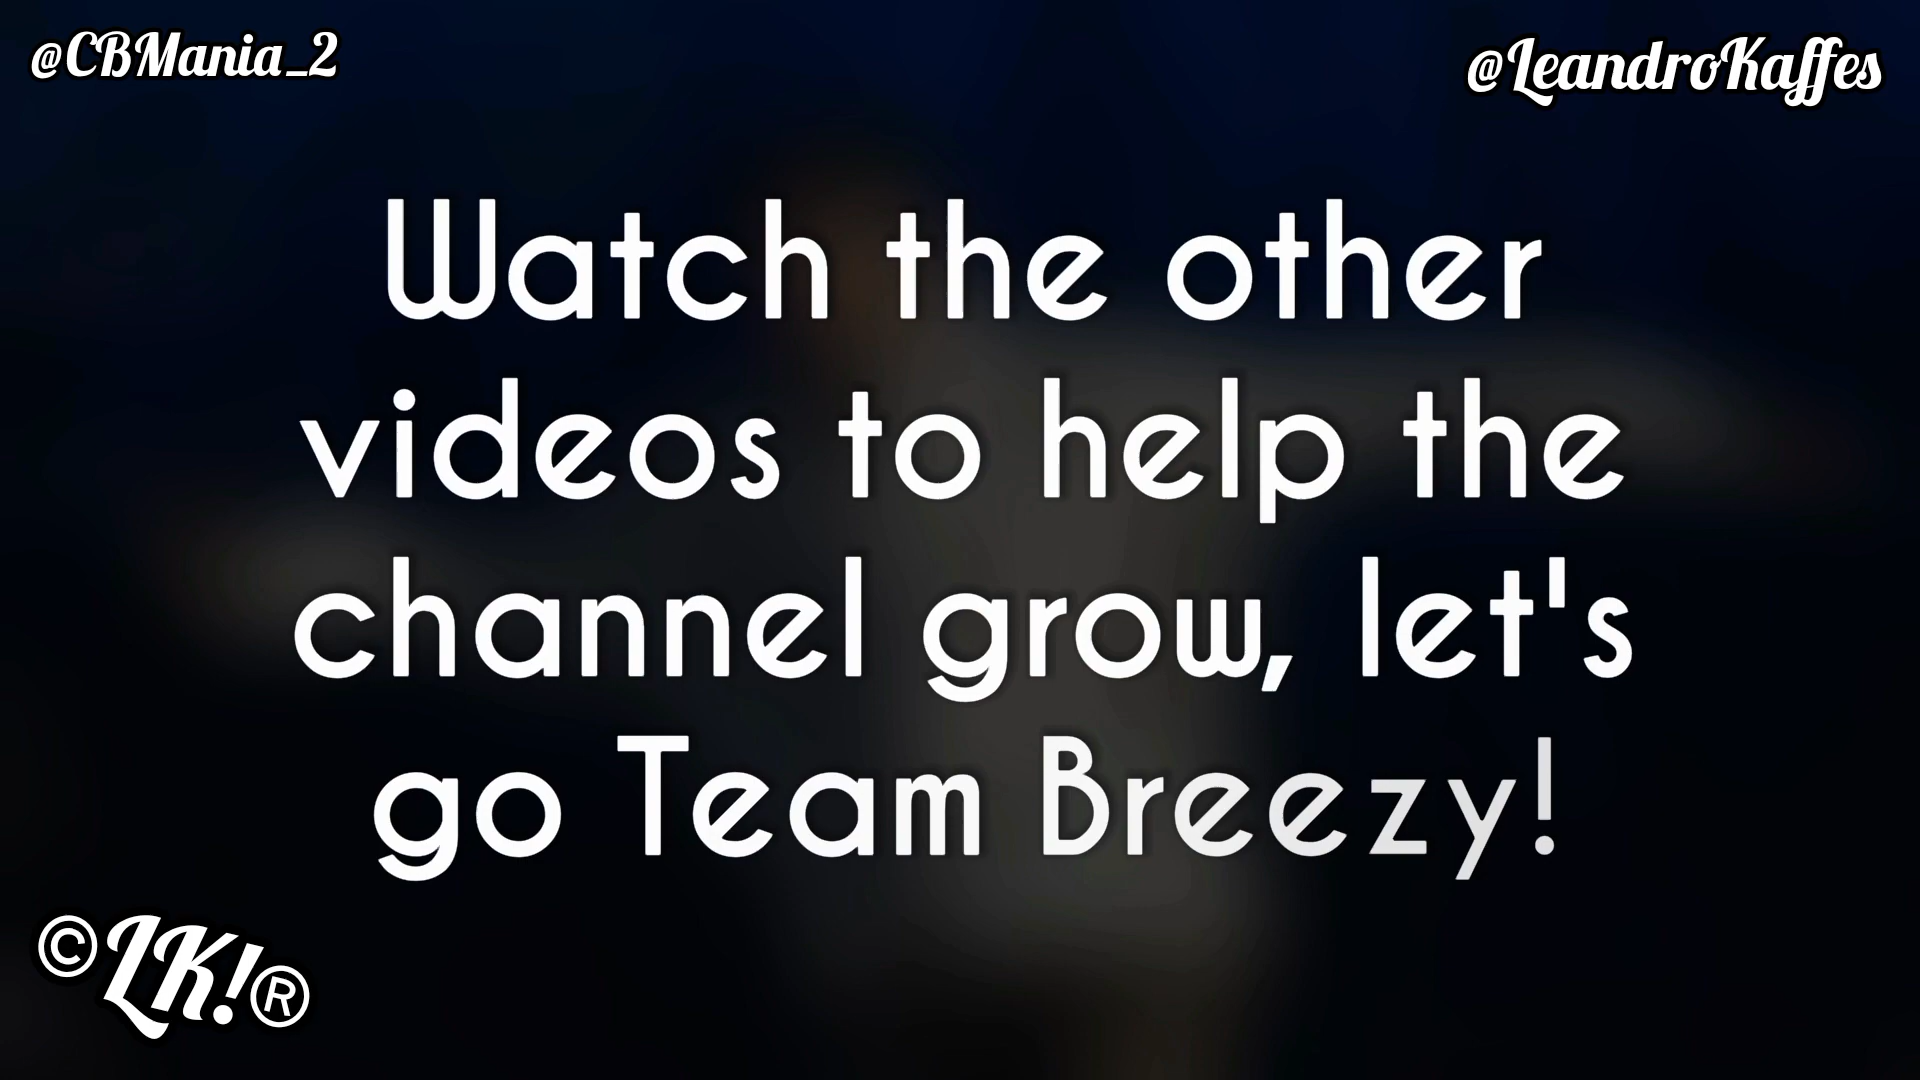 @CBMania_2
@LeandroKaffes
Watch the other
videos to help the
channel grow, let's
go Team Breezy!
©LK!®